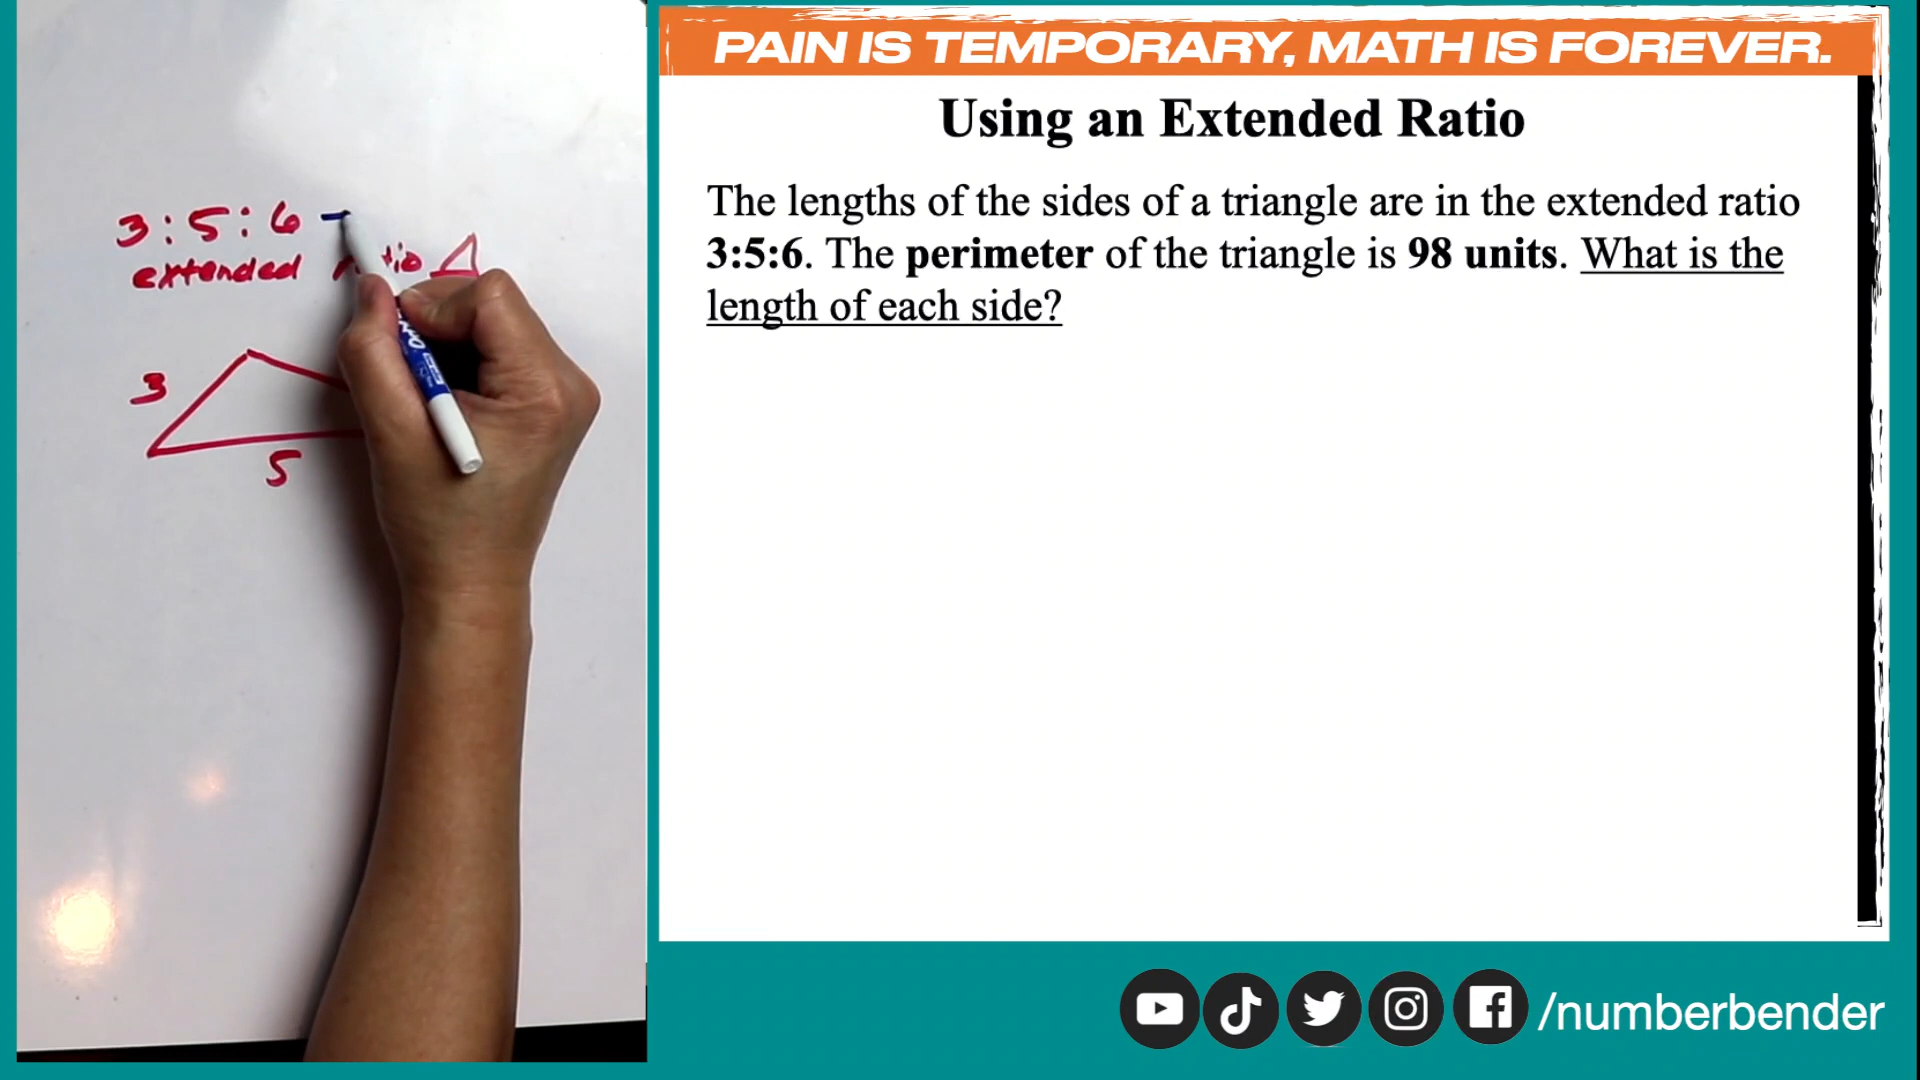 3:5:6
extended
3
5
PAIN IS TEMPORARY, MATH IS FOREVER.
Using an Extended Ratio
The lengths of the sides of a triangle are in the extended ratio
3:5:6. The perimeter of the triangle is 98 units. What is the
length of each side?
/numberbender